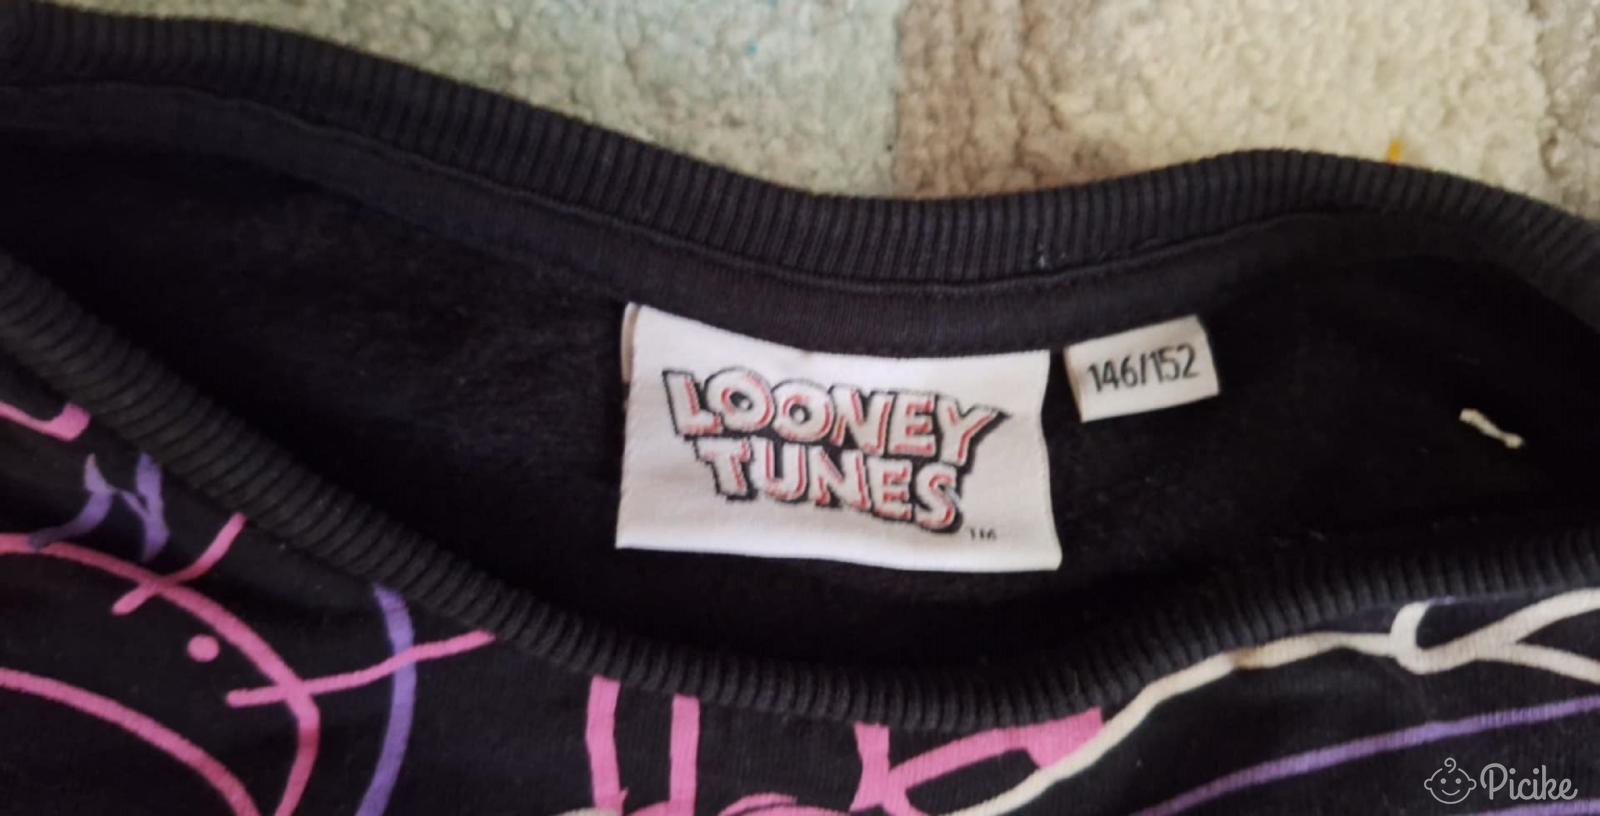 LOONEY
TUNES
™
146/152
Picike